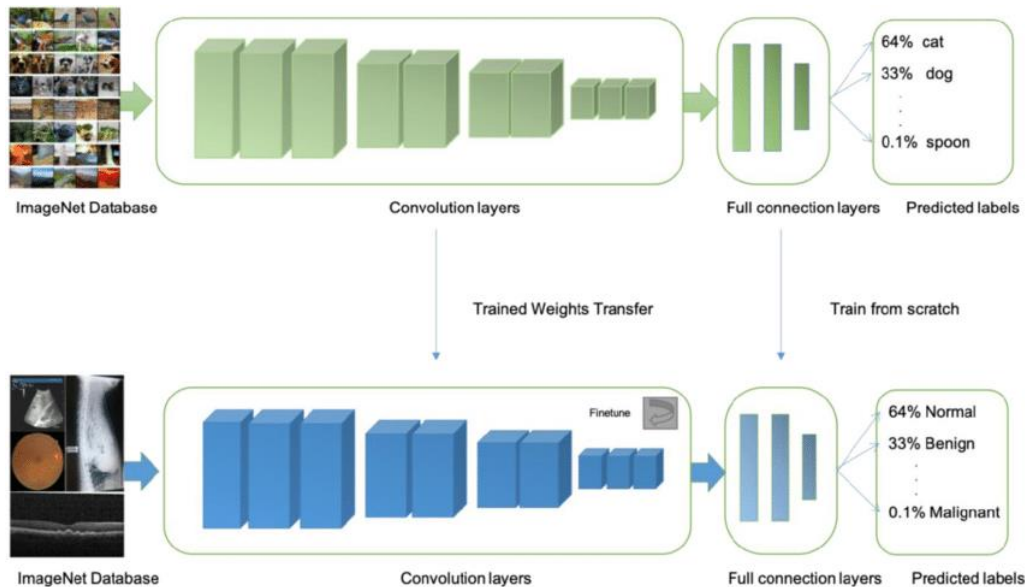 64% cat
33% dog
.
.
.
0.1% spoon
ImageNet Database
Convolution layers
Full connection layers
Predicted labels
Trained Weights Transfer
Train from scratch
Finetune
64% Normal
33% Benign
.
.
.
0.1% Malignant
ImageNet Database
Convolution layers
Full connection layers
Predicted labels